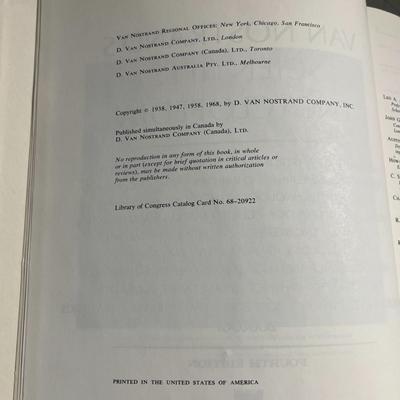 VAN NOSTRAND REGIONAL OFFICES: New York, Chicago, San Francisco
D. VAN NOSTRAND COMPANY, LTD., London
D. VAN NOSTRAND COMPANY (Canada), LTD., Toronto
D. VAN NOSTRAND AUSTRALIA PTY. LTD., Melbourne
Copyright © 1938, 1947, 1958, 1968, by D. VAN NOSTRAND COMPANY, INC.
Published simultaneously in Canada by
D. VAN NOSTRAND COMPANY (Canada), LTD.
No reproduction in any form of this book, in whole
or in part (except for brief quotation in critical articles or
reviews), may be made without written authorization
from the publishers.
Library of Congress Catalog Card No. 68-20922
PRINTED IN THE UNITED STATES OF AMERICA